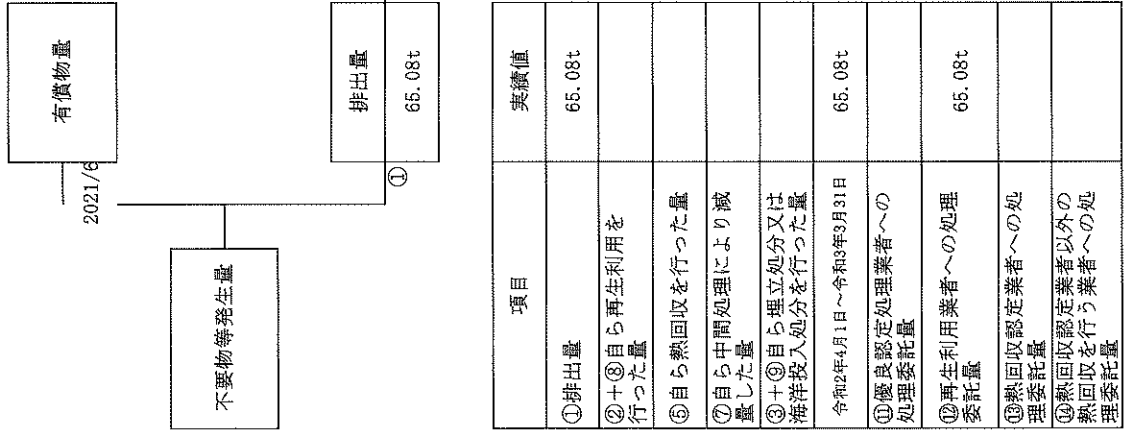 有償物量
2021/6
不要物等発生量
①
排出量
65.08t
項目
実績値
①排出量
65.08t
②+⑧自ら再生利用を
行った量
⑤自ら熱回収を行った量
⑦自ら中間処理により減
量した量
③+⑨自ら埋立処分又は
海洋投入処分を行った量
令和2年4月1日～令和3年3月31日
65.08t
⑪優良認定処理業者への
処理委託量
⑫再生利用業者への処理
委託量
65.08t
⑬熱回収認定業者への処
理委託量
⑭熱回収認定業者以外の
熱回収を行う業者への処
理委託量